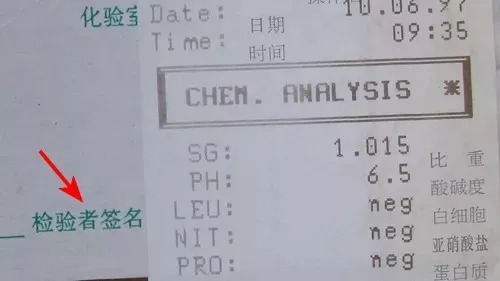 化验室
Date: 10.06.97
日期
Time: 09:35
时间
CHEM. ANALYSIS *
SG: 1.015 比重
PH: 6.5 酸碱度
LEU: neg 白细胞
NIT: neg 亚硝酸盐
PRO: neg 蛋白质
检验者签名